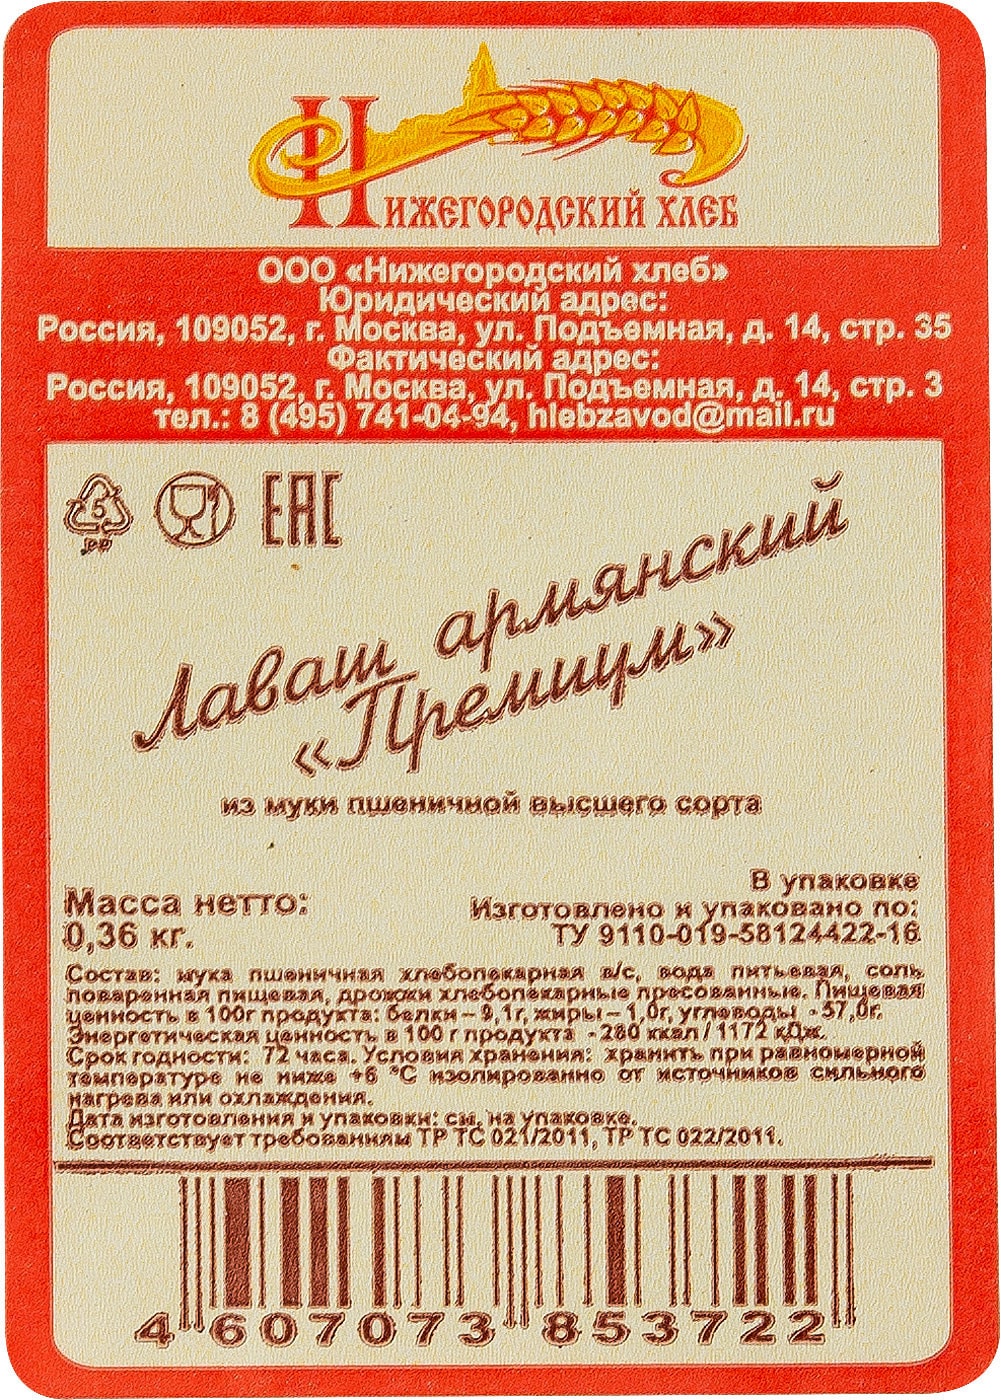 Нижегородский хлеб
ООО «Нижегородский хлеб»
Юридический адрес:
Россия, 109052, г. Москва, ул. Подъемная, д. 14, стр. 35
Фактический адрес:
Россия, 109052, г. Москва, ул. Подъемная, д. 14, стр. 3
тел.: 8 (495) 741-04-94, hlebzavod@mail.ru
5
PP
EAC
Лаваш армянский
«Премиум»
из муки пшеничной высшего сорта
Масса нетто:
0,36 кг.
В упаковке
Изготовлено и упаковано по:
ТУ 9110-019-58124422-16
Состав: мука пшеничная хлебопекарная в/с, вода питьевая, соль
поваренная пищевая, дрожжи хлебопекарные пресованные. Пищевая
ценность в 100г продукта: белки – 9,1г, жиры – 1,0г, углеводы - 57,0г.
Энергетическая ценность в 100 г продукта - 280 ккал / 1172 кДж.
Срок годности: 72 часа. Условия хранения: хранить при равномерной
температуре не ниже +6 °С изолированно от источников сильного
нагрева или охлаждения.
Дата изготовления и упаковки: см. на упаковке.
Соответствует требованиям ТР ТС 021/2011, ТР ТС 022/2011.
4 607073 853722